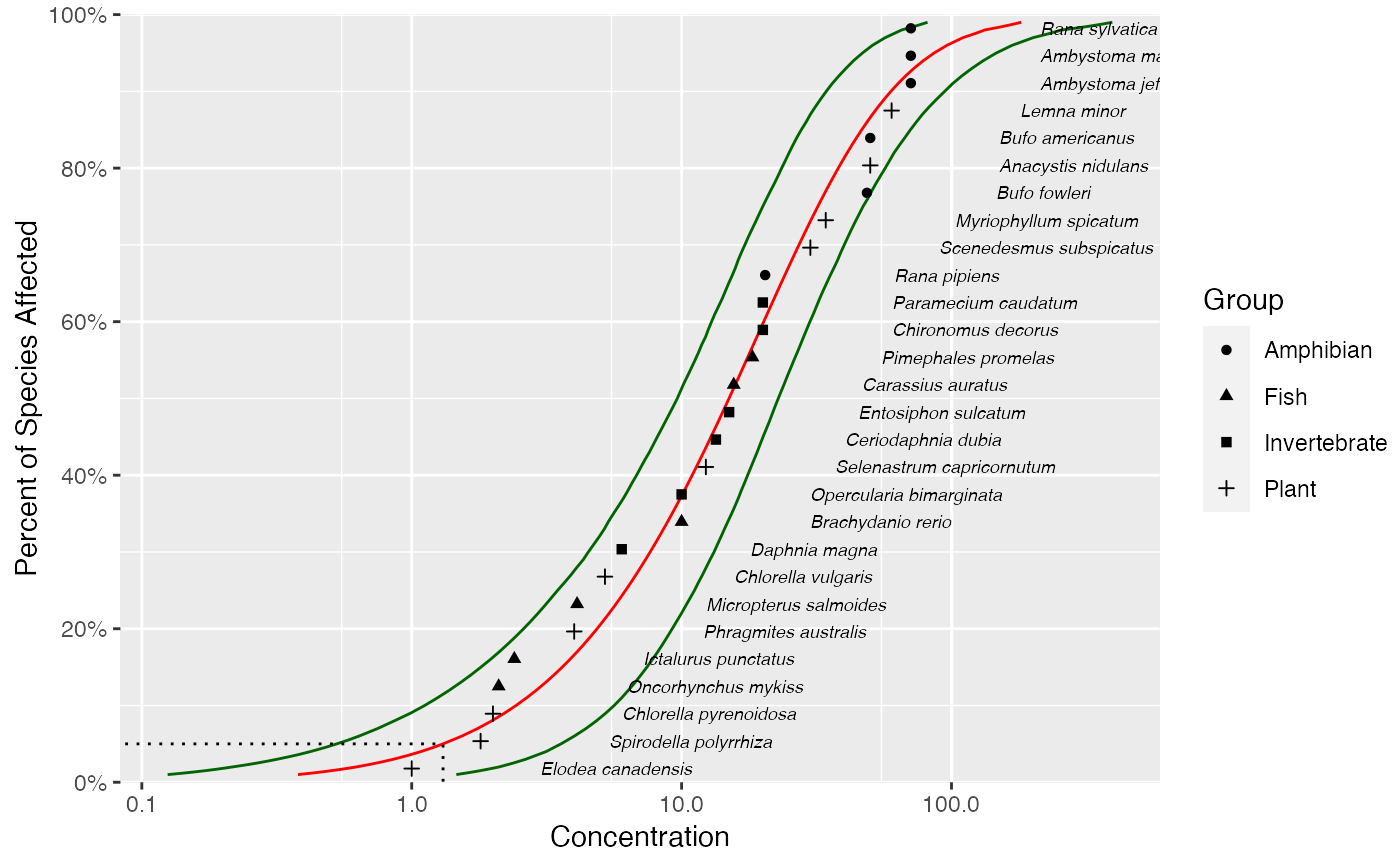 100%
80%
60%
40%
20%
0%
Percent of Species Affected
Rana sylvatica
Ambystoma ma
Ambystoma jef
Lemna minor
Bufo americanus
Anacystis nidulans
Bufo fowleri
Myriophyllum spicatum
Scenedesmus subspicatus
Rana pipiens
Paramecium caudatum
Chironomus decorus
Pimephales promelas
Carassius auratus
Entosiphon sulcatum
Ceriodaphnia dubia
Selenastrum capricornutum
Opercularia bimarginata
Brachydanio rerio
Daphnia magna
Chlorella vulgaris
Micropterus salmoides
Phragmites australis
Ictalurus punctatus
Oncorhynchus mykiss
Chlorella pyrenoidosa
Spirodella polyrrhiza
Elodea canadensis
0.1 1.0 10.0 100.0
Concentration
Group
Amphibian
Fish
Invertebrate
Plant